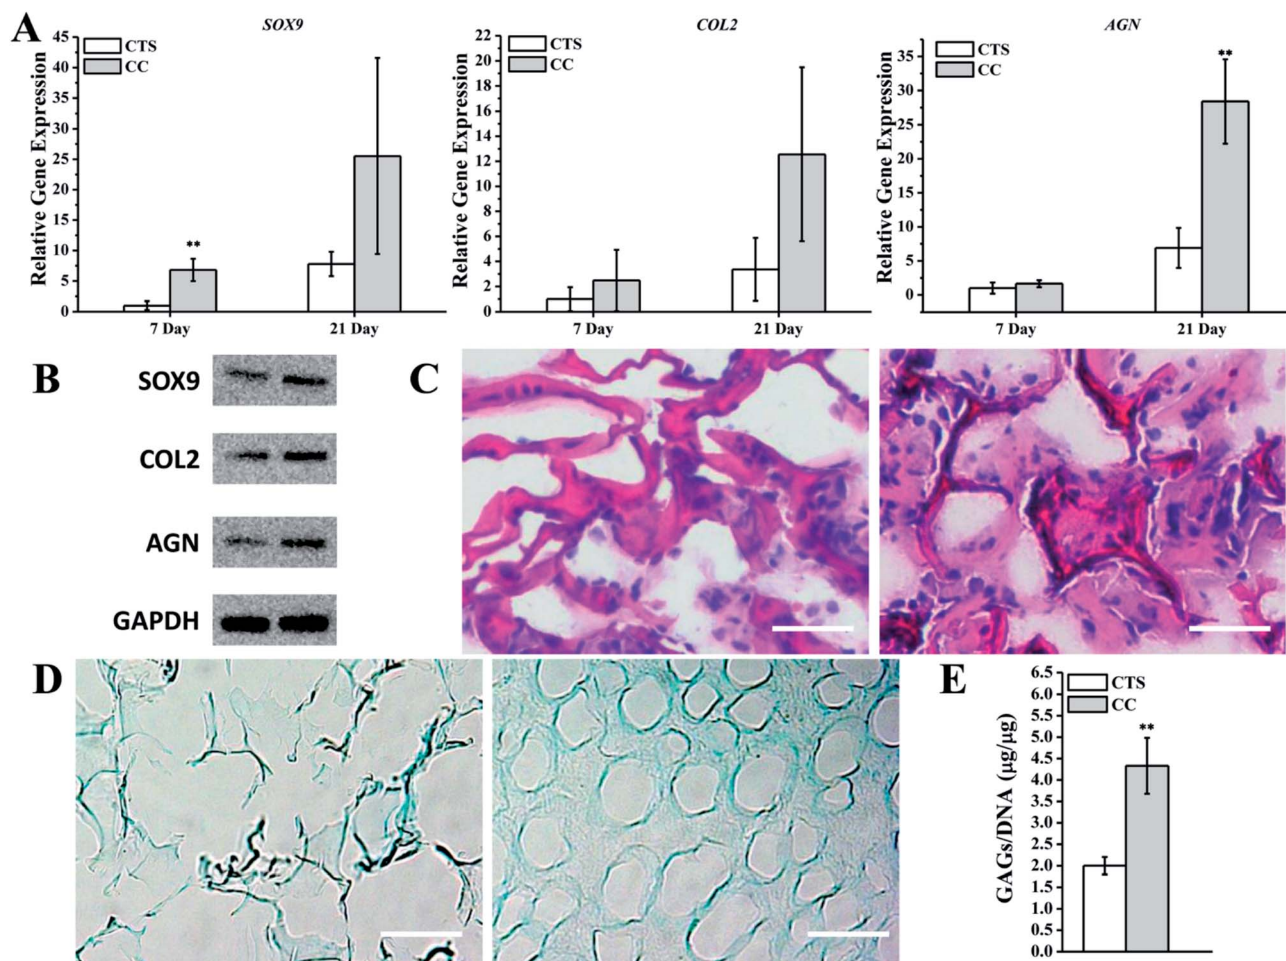 A
SOX9
CTS
CC
Relative Gene Expression
45
40
35
30
25
20
15
10
5
0
**
7 Day
21 Day
COL2
CTS
CC
Relative Gene Expression
22
20
18
16
14
12
10
8
6
4
2
0
7 Day
21 Day
AGN
CTS
CC
Relative Gene Expression
35
30
25
20
15
10
5
0
**
7 Day
21 Day
B
SOX9
COL2
AGN
GAPDH
C
D
E
CTS
CC
GAGs/DNA (µg/µg)
6.5
6.0
5.5
5.0
4.5
4.0
3.5
3.0
2.5
2.0
1.5
1.0
0.5
0.0
**